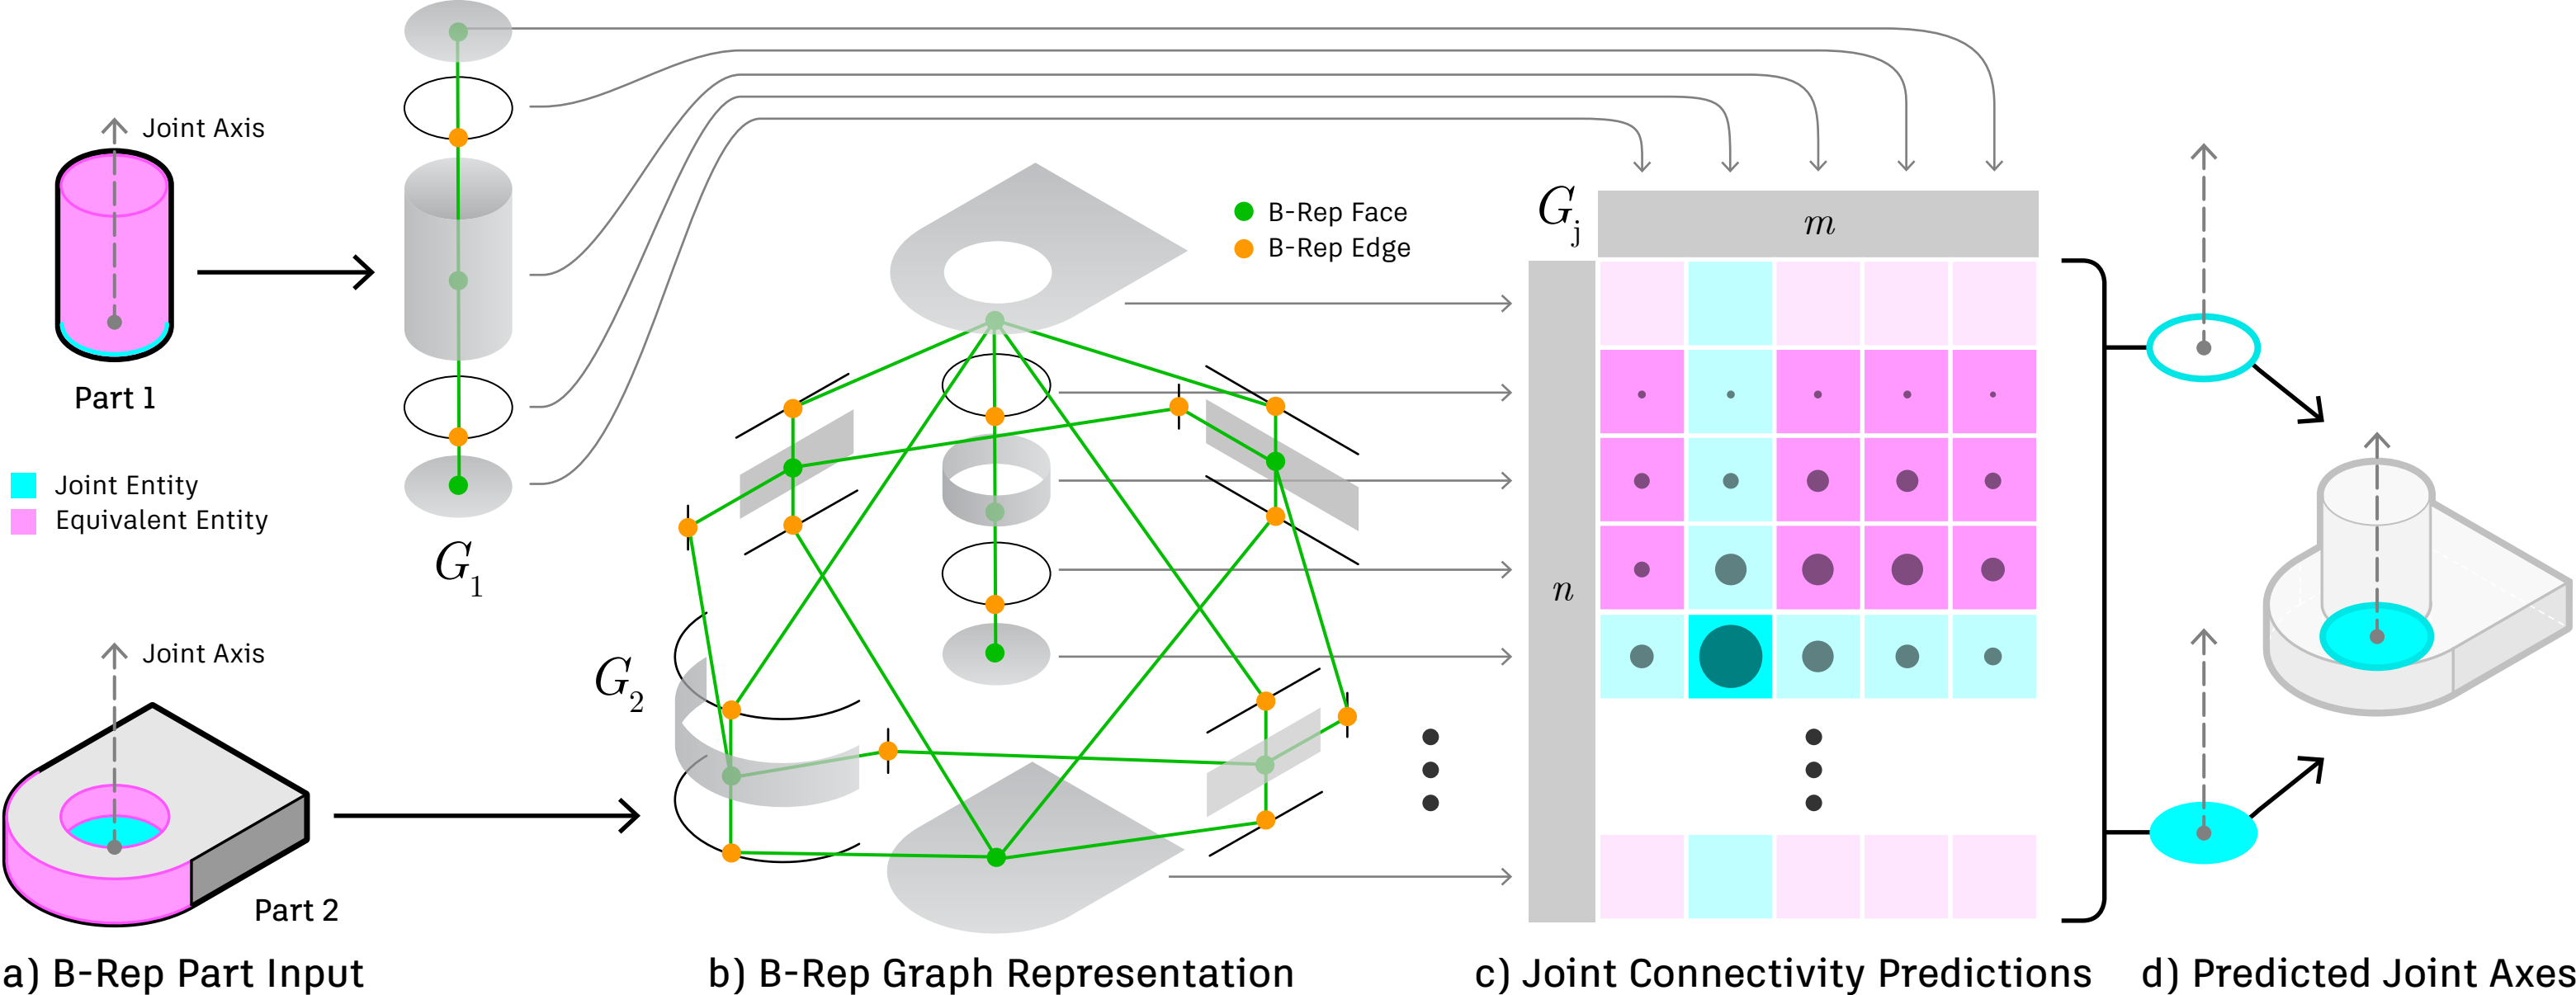 Joint Axis
Part 1
Joint Entity
Equivalent Entity
Joint Axis
Part 2
a) B-Rep Part Input
G1
G2
B-Rep Face
B-Rep Edge
b) B-Rep Graph Representation
Gj
m
n
c) Joint Connectivity Predictions
d) Predicted Joint Axes